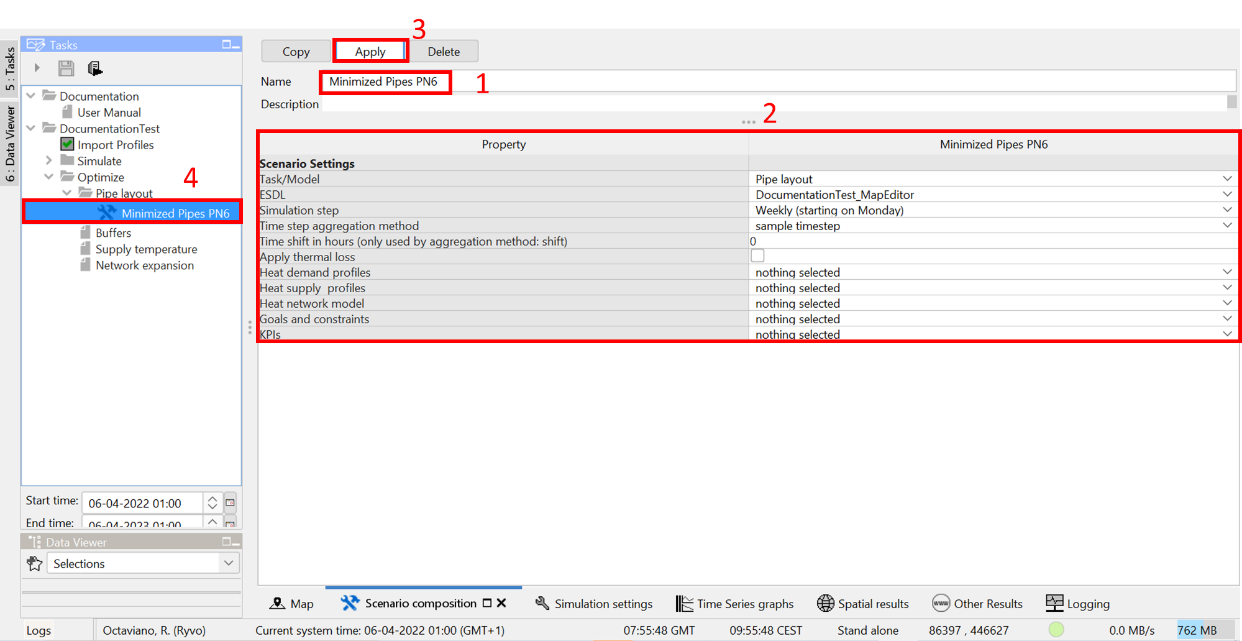 3
Tasks
Copy Apply Delete
Name Minimized Pipes PN6 1
Description
2
5 : Tasks
6 : Data Viewer
Documentation
User Manual
DocumentationTest
Import Profiles
Simulate
Optimize
4
Pipe layout
Minimized Pipes PN6
Buffers
Supply temperature
Network expansion
Property Minimized Pipes PN6
Scenario Settings
Task/Model Pipe layout
ESDL DocumentationTest_MapEditor
Simulation step Weekly (starting on Monday)
Time step aggregation method sample timestep
Time shift in hours (only used by aggregation method: shift) 0
Apply thermal loss
Heat demand profiles nothing selected
Heat supply profiles nothing selected
Heat network model nothing selected
Goals and constraints nothing selected
KPIs nothing selected
Start time: 06-04-2022 01:00
End time: 06-04-2023 01:00
Data Viewer
Selections
Map Scenario composition Simulation settings Time Series graphs Spatial results www Other Results Logging
Logs Octaviano, R. (Ryvo) Current system time: 06-04-2022 01:00 (GMT+1) 07:55:48 GMT 09:55:48 CEST Stand alone 86397 , 446627 0.0 MB/s 762 MB